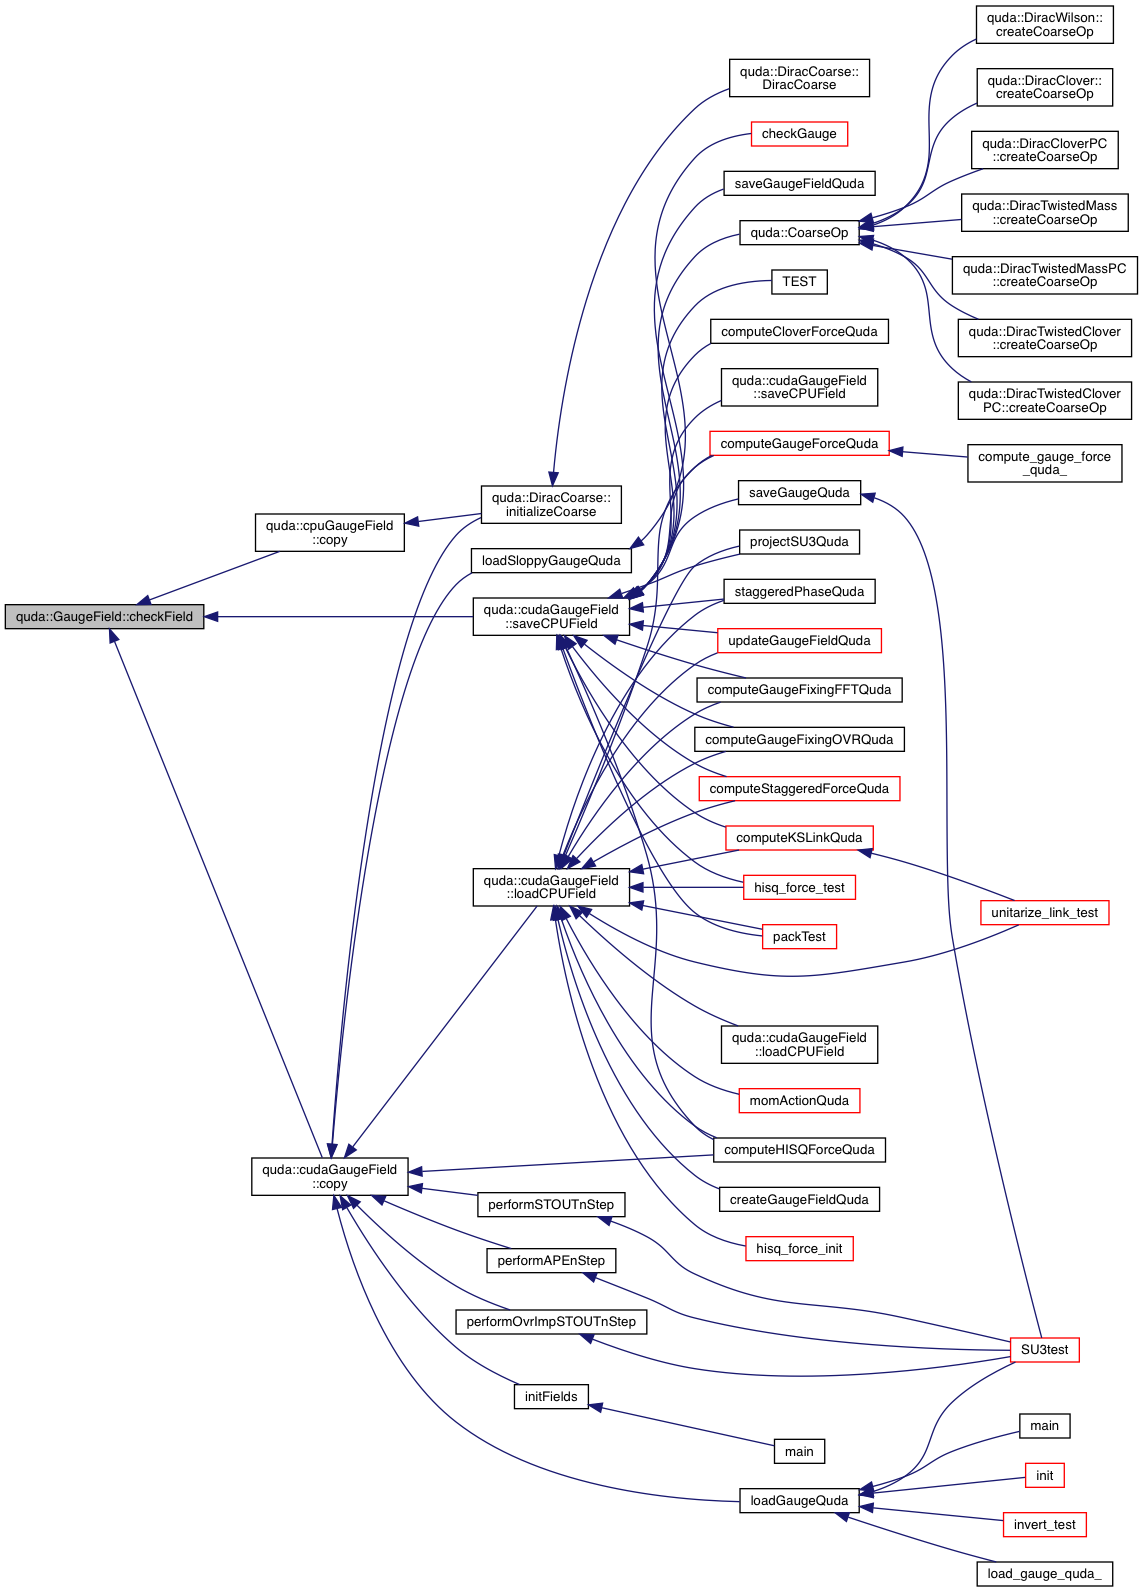 quda::GaugeField::checkField
quda::cpuGaugeField
::copy
quda::cudaGaugeField
::copy
quda::DiracCoarse::
initializeCoarse
loadSloppyGaugeQuda
quda::cudaGaugeField
::saveCPUField
quda::cudaGaugeField
::loadCPUField
performSTOUTnStep
performAPEnStep
performOvrImpSTOUTnStep
initFields
quda::DiracCoarse::
DiracCoarse
checkGauge
saveGaugeFieldQuda
quda::CoarseOp
TEST
computeCloverForceQuda
quda::cudaGaugeField
::saveCPUField
computeGaugeForceQuda
saveGaugeQuda
projectSU3Quda
staggeredPhaseQuda
updateGaugeFieldQuda
computeGaugeFixingFFTQuda
computeGaugeFixingOVRQuda
computeStaggeredForceQuda
computeKSLinkQuda
hisq_force_test
packTest
quda::cudaGaugeField
::loadCPUField
momActionQuda
computeHISQForceQuda
createGaugeFieldQuda
hisq_force_init
main
loadGaugeQuda
quda::DiracWilson::
createCoarseOp
quda::DiracClover::
createCoarseOp
quda::DiracCloverPC
::createCoarseOp
quda::DiracTwistedMass
::createCoarseOp
quda::DiracTwistedMassPC
::createCoarseOp
quda::DiracTwistedClover
::createCoarseOp
quda::DiracTwistedClover
PC::createCoarseOp
compute_gauge_force
_quda_
unitarize_link_test
SU3test
main
init
invert_test
load_gauge_quda_